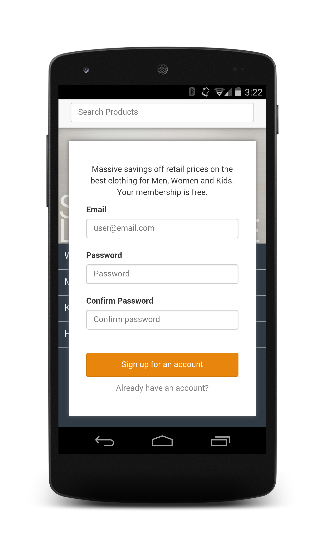 3:22
Search Products
Massive savings off retail prices on the
best clothing for Men, Women and Kids.
Your membership is free.
Email
user@email.com
Password
Password
Confirm Password
Confirm password
Sign up for an account
Already have an account?